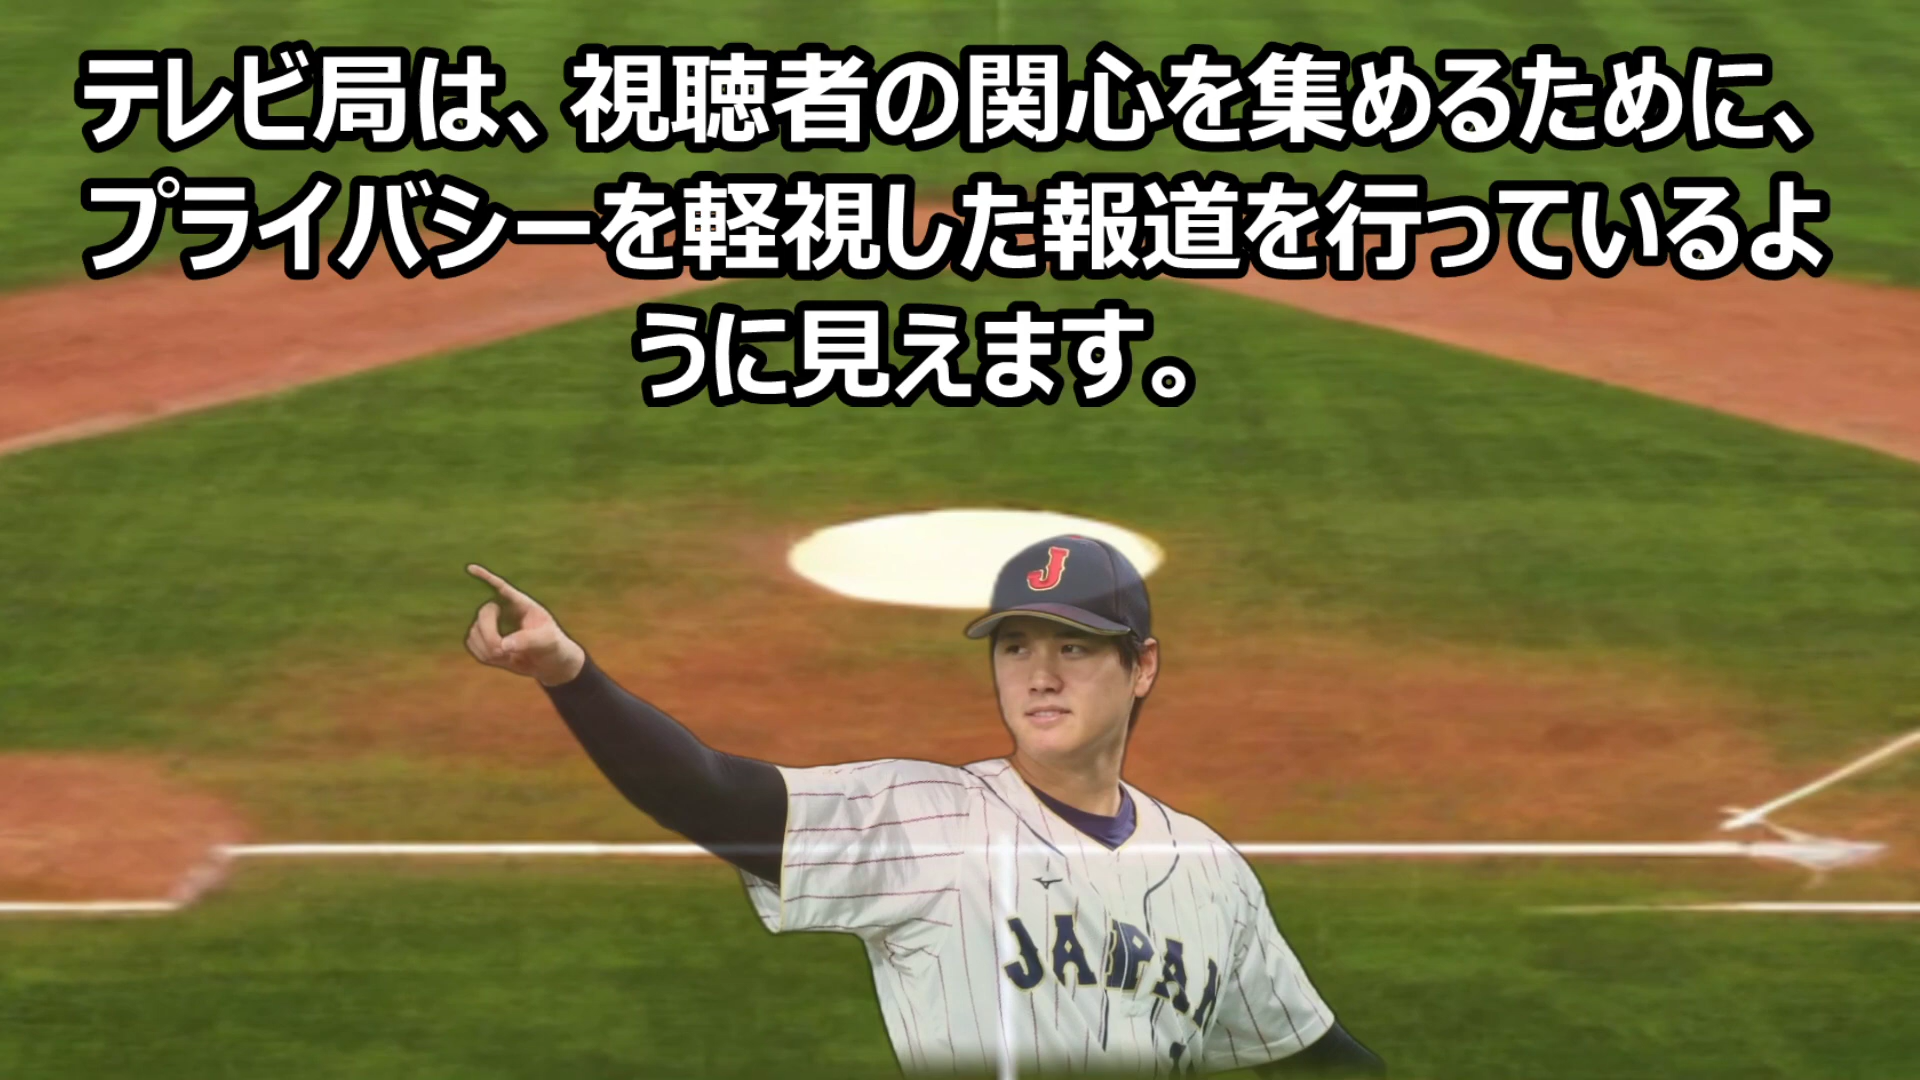 テレビ局は、視聴者の関心を集めるために、
プライバシーを軽視した報道を行っているよ
うに見えます。
J
JAPAN